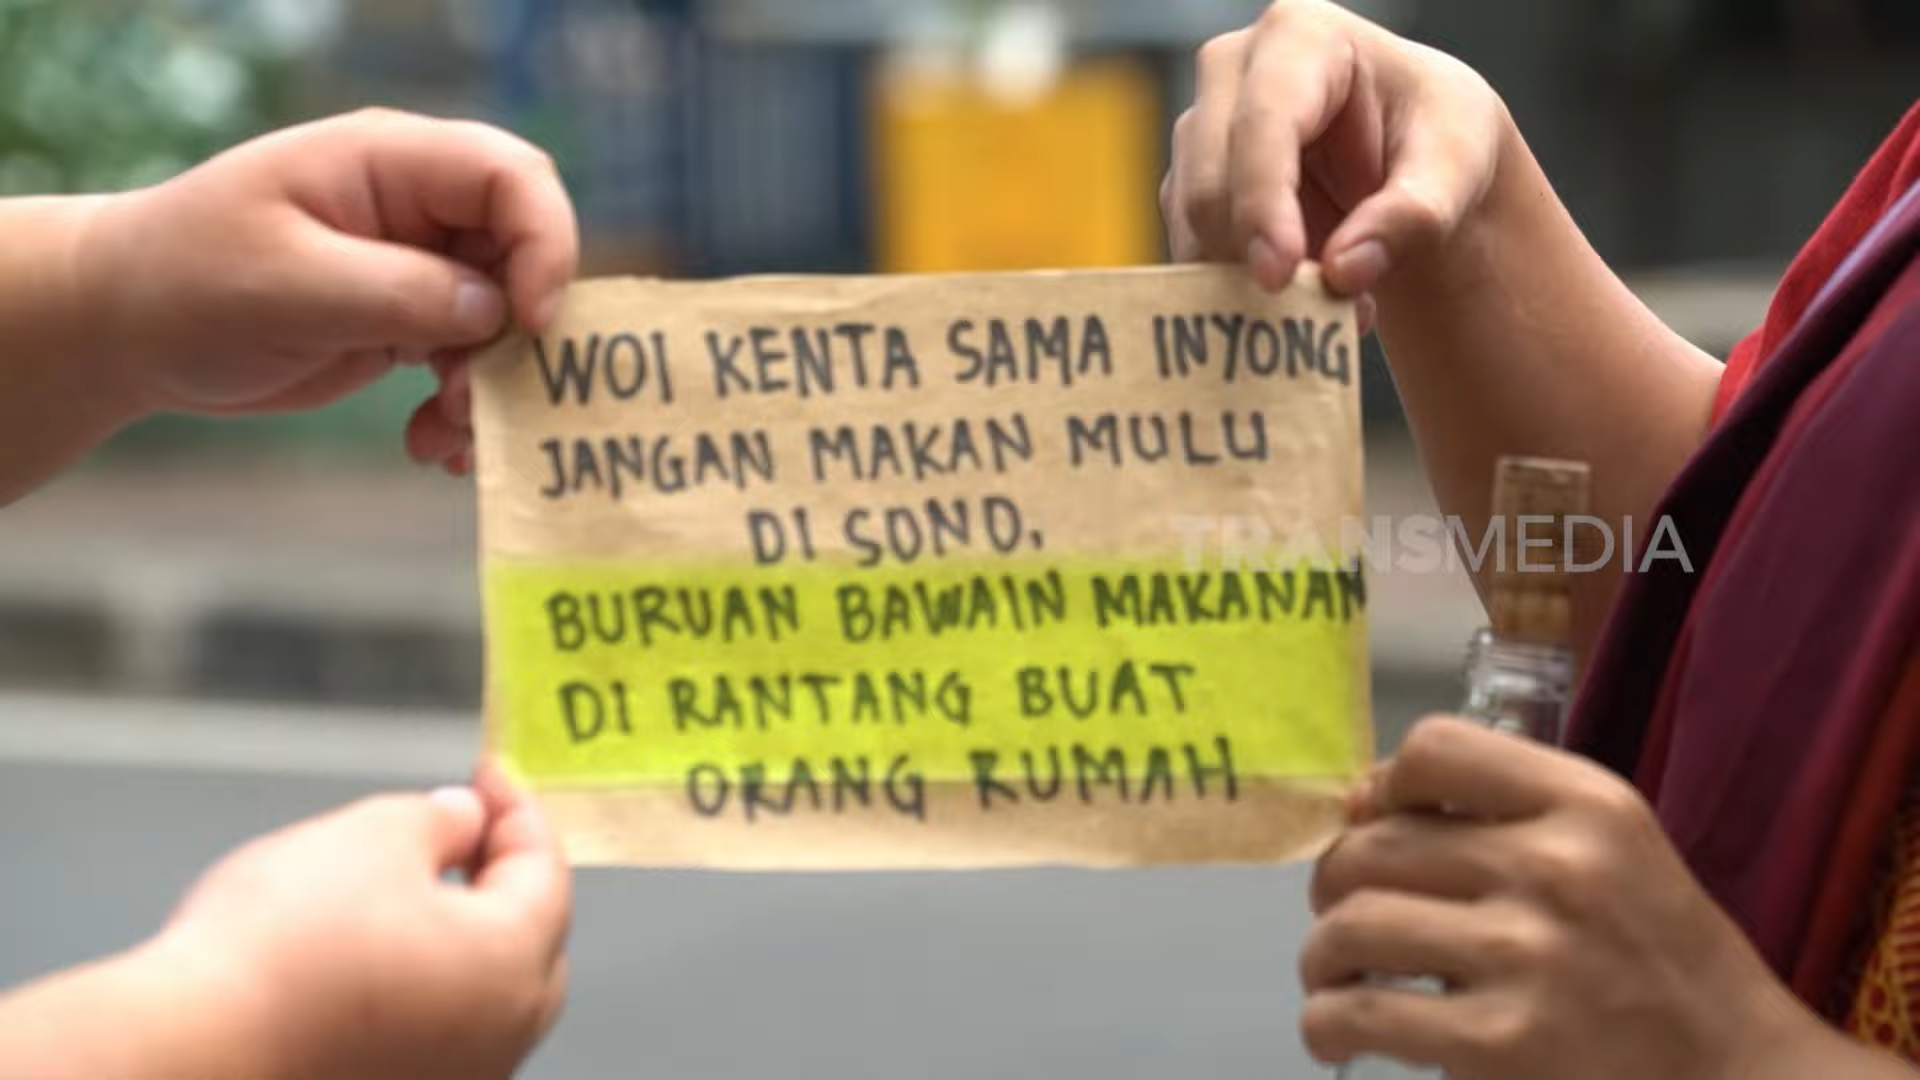 WOI KENTA SAMA INYONG
JANGAN MAKAN MULU
DI SONO.
BURUAN BAWAIN MAKANAN
DI RANTANG BUAT
ORANG RUMAH
TRANSMEDIA